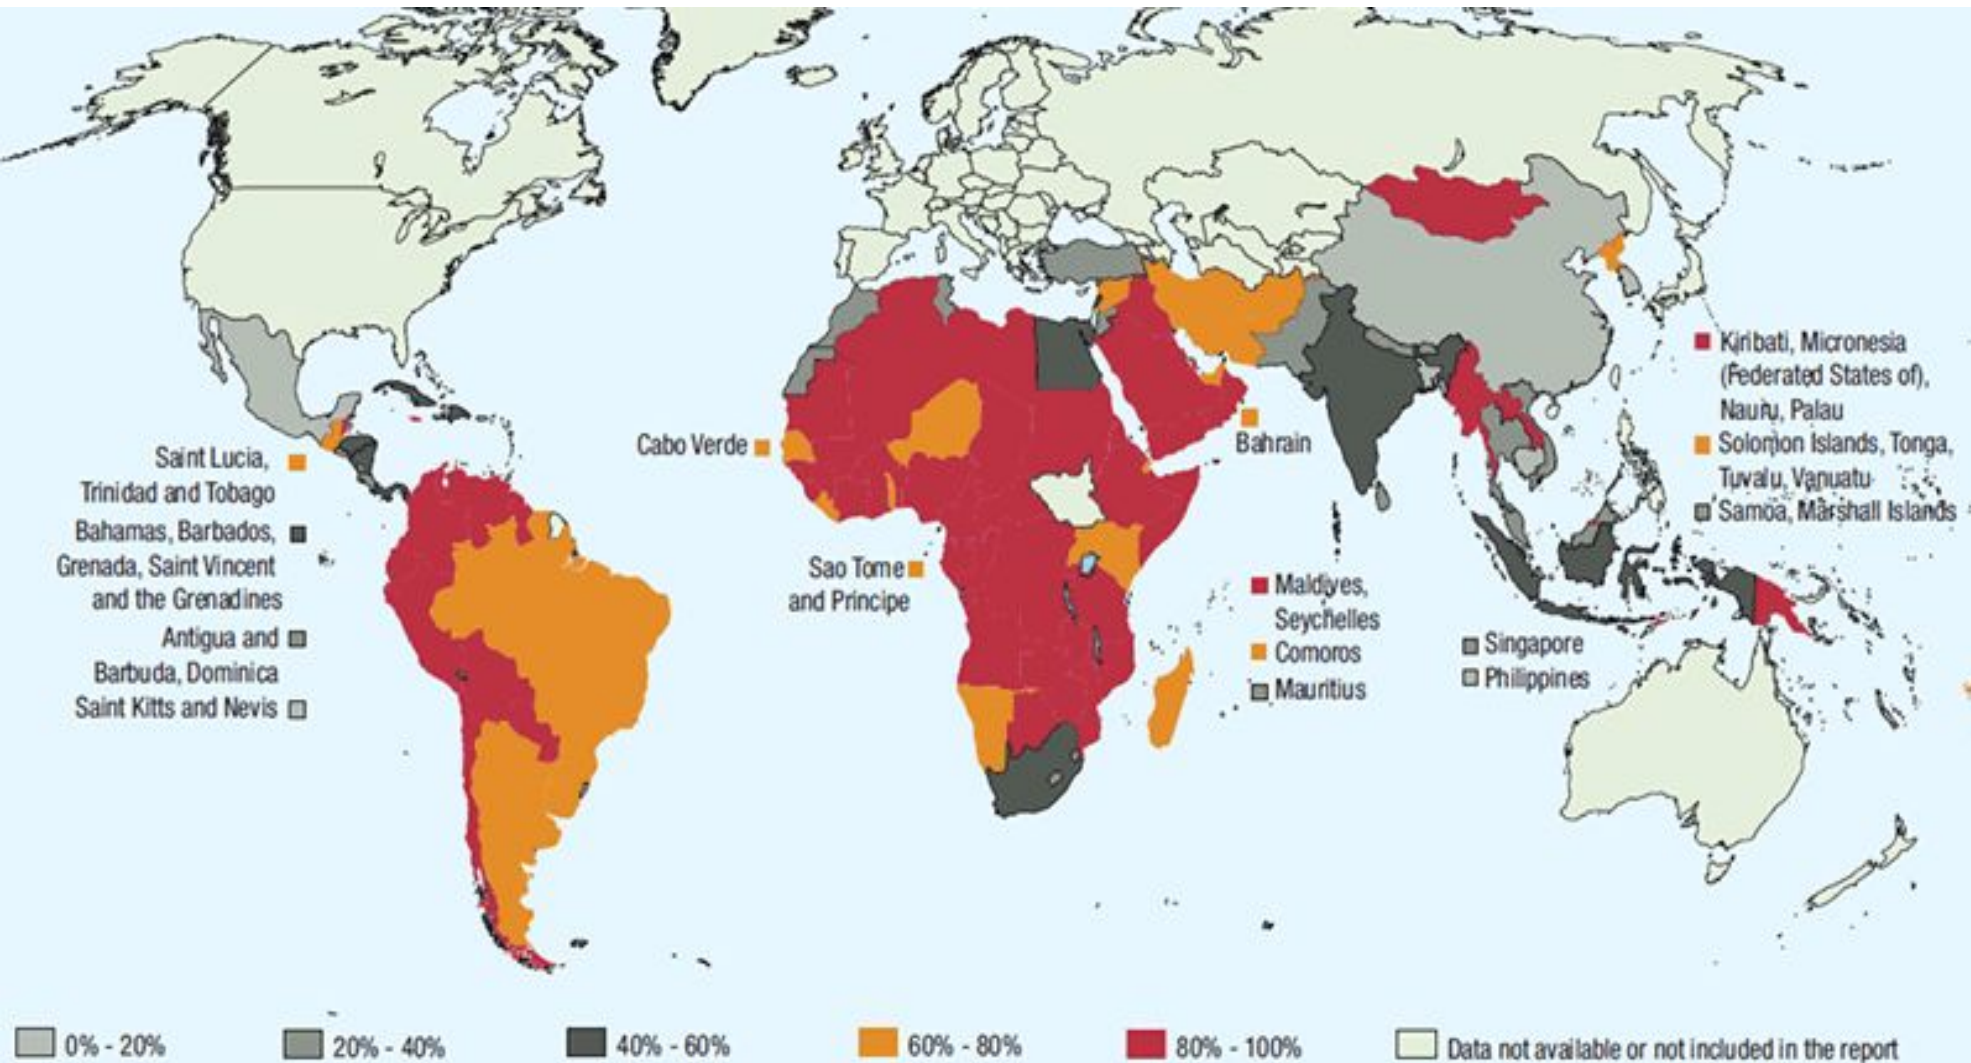 Saint Lucia,
Trinidad and Tobago
Bahamas, Barbados,
Grenada, Saint Vincent
and the Grenadines
Antigua and
Barbuda, Dominica
Saint Kitts and Nevis
Cabo Verde
Sao Tome
and Principe
Bahrain
Maldives,
Seychelles
Comoros
Mauritius
Singapore
Philippines
Kiribati, Micronesia
(Federated States of),
Nauru, Palau
Solomon Islands, Tonga,
Tuvalu, Vanuatu
Samoa, Marshall Islands
0% - 20%
20% - 40%
40% - 60%
60% - 80%
80% - 100%
Data not available or not included in the report